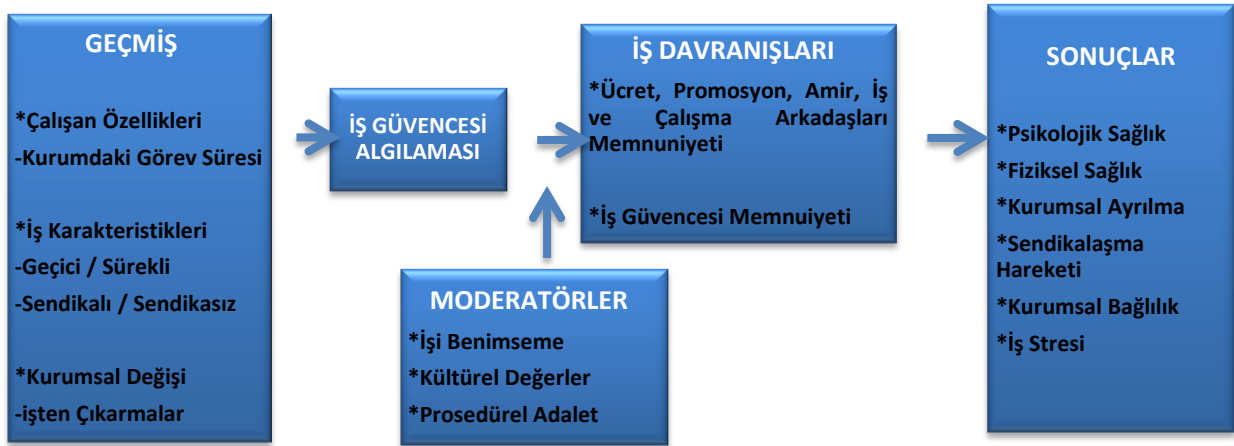 GEÇMİŞ
*Çalışan Özellikleri
-Kurumdaki Görev Süresi
*İş Karakteristikleri
-Geçici / Sürekli
-Sendikalı / Sendikasız
*Kurumsal Değişi
-işten Çıkarmalar
İŞ GÜVENCESİ
ALGILAMASI
MODERATÖRLER
*İşi Benimseme
*Kültürel Değerler
*Prosedürel Adalet
İŞ DAVRANIŞLARI
*Ücret, Promosyon, Amir, İş
ve Çalışma Arkadaşları
Memnuniyeti
*İş Güvencesi Memnuiyeti
SONUÇLAR
*Psikolojik Sağlık
*Fiziksel Sağlık
*Kurumsal Ayrılma
*Sendikalaşma
Hareketi
*Kurumsal Bağlılık
*İş Stresi